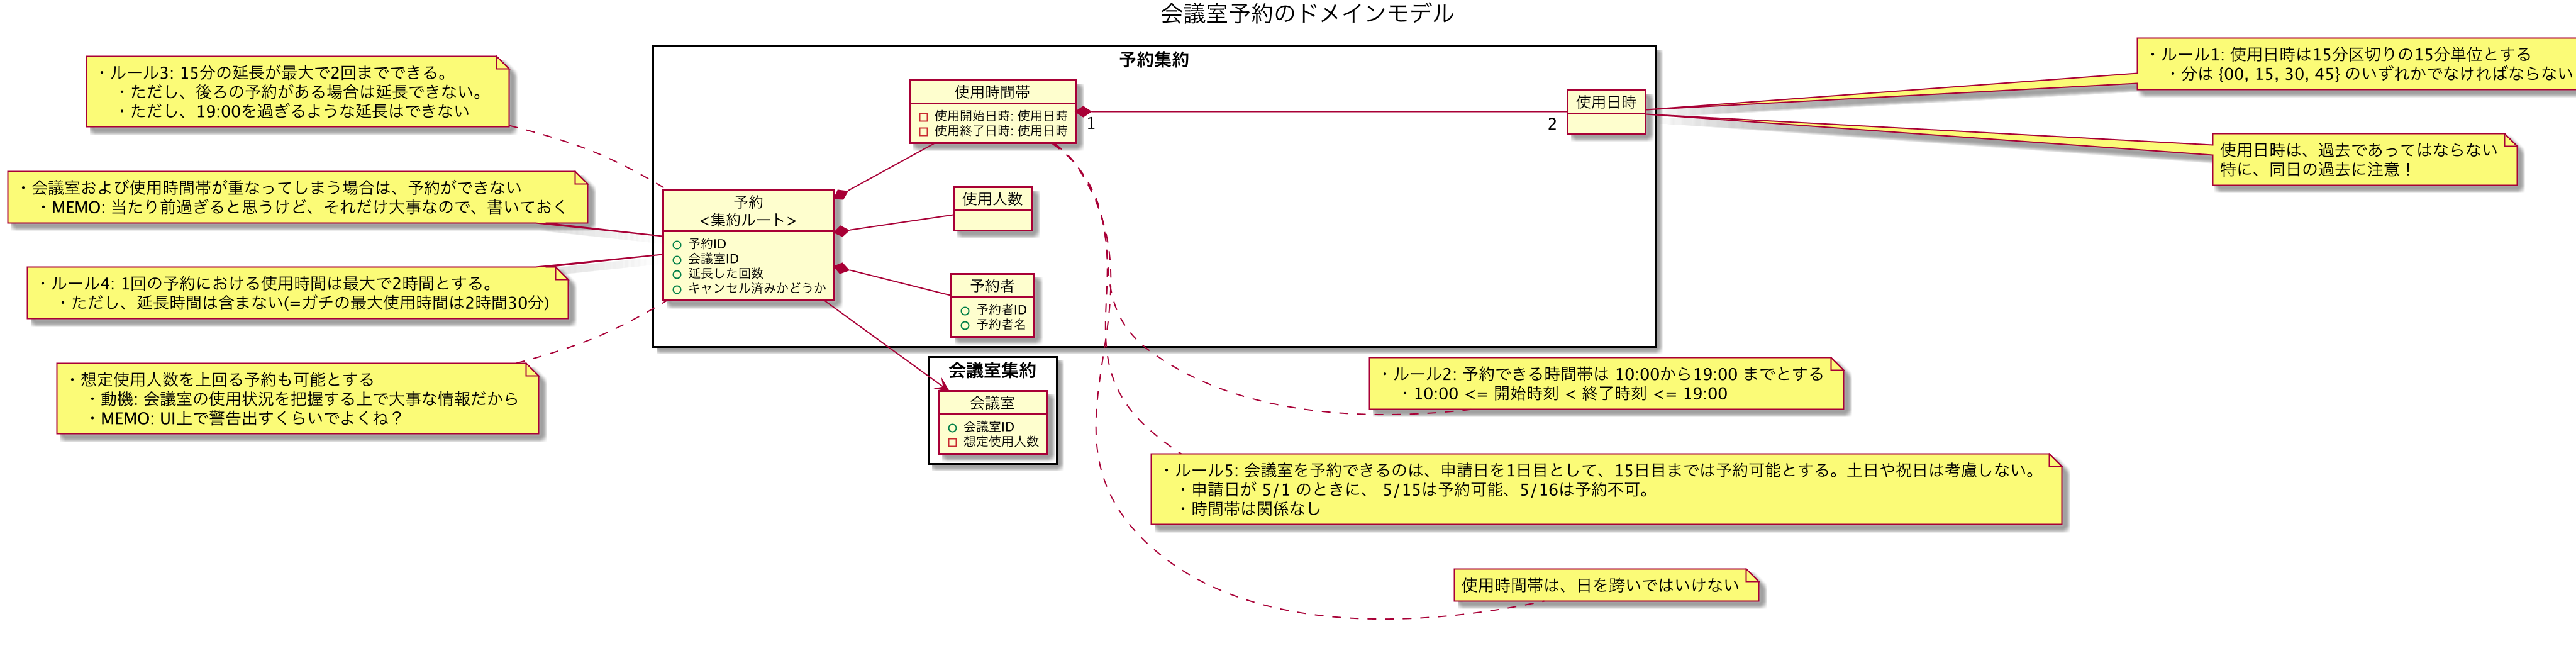 会議室予約のドメインモデル
予約集約
・ルール3: 15分の延長が最大で2回までできる。
・ただし、後ろの予約がある場合は延長できない。
・ただし、19:00を過ぎるような延長はできない
・会議室および使用時間帯が重なってしまう場合は、予約ができない
・MEMO: 当たり前過ぎると思うけど、それだけ大事なので、書いておく
・ルール4: 1回の予約における使用時間は最大で2時間とする。
・ただし、延長時間は含まない(=ガチの最大使用時間は2時間30分)
・想定使用人数を上回る予約も可能とする
・動機: 会議室の使用状況を把握する上で大事な情報だから
・MEMO: UI上で警告出すくらいでよくね？
予約
<集約ルート>
予約ID
会議室ID
延長した回数
キャンセル済みかどうか
使用時間帯
使用開始日時: 使用日時
使用終了日時: 使用日時
1
2
使用日時
使用人数
予約者
予約者ID
予約者名
会議室集約
会議室
会議室ID
想定使用人数
・ルール1: 使用日時は15分区切りの15分単位とする
・分は {00, 15, 30, 45} のいずれかでなければならない
使用日時は、過去であってはならない
特に、同日の過去に注意！
・ルール2: 予約できる時間帯は 10:00から19:00 までとする
・10:00 <= 開始時刻 < 終了時刻 <= 19:00
・ルール5: 会議室を予約できるのは、申請日を1日目として、15日目までは予約可能とする。土日や祝日は考慮しない。
・申請日が 5/1 のときに、 5/15は予約可能、5/16は予約不可。
・時間帯は関係なし
使用時間帯は、日を跨いではいけない